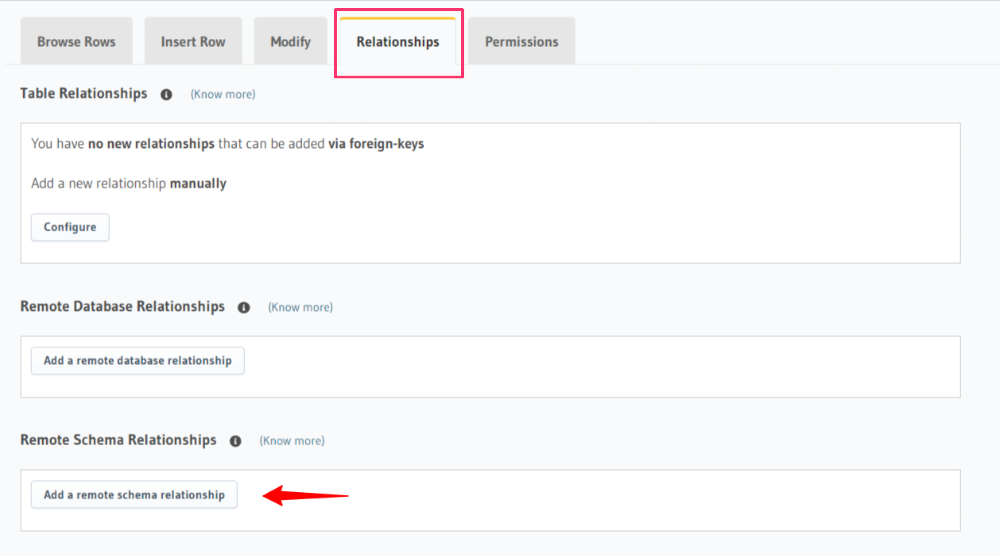 Browse Rows Insert Row Modify Relationships Permissions
Table Relationships (Know more)
You have no new relationships that can be added via foreign-keys
Add a new relationship manually
Configure
Remote Database Relationships (Know more)
Add a remote database relationship
Remote Schema Relationships (Know more)
Add a remote schema relationship